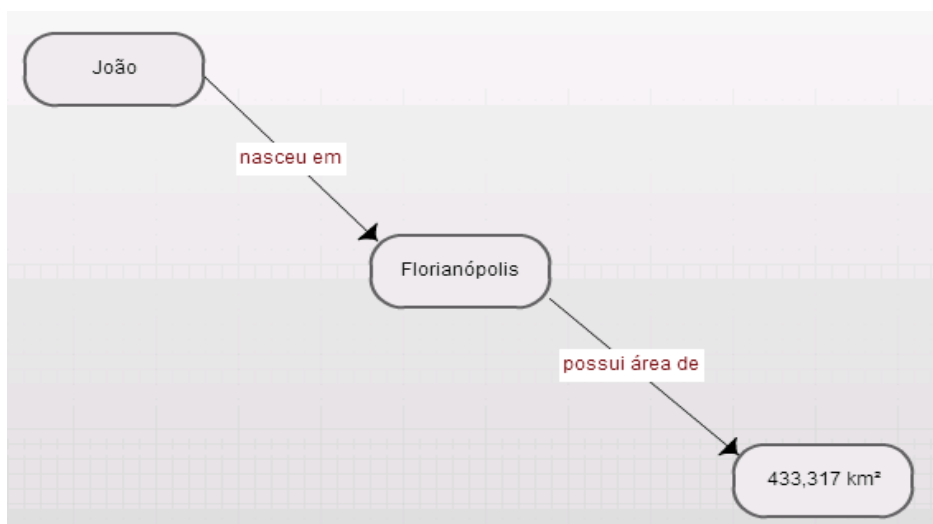 João
nasceu em
Florianópolis
possui área de
433,317 km²